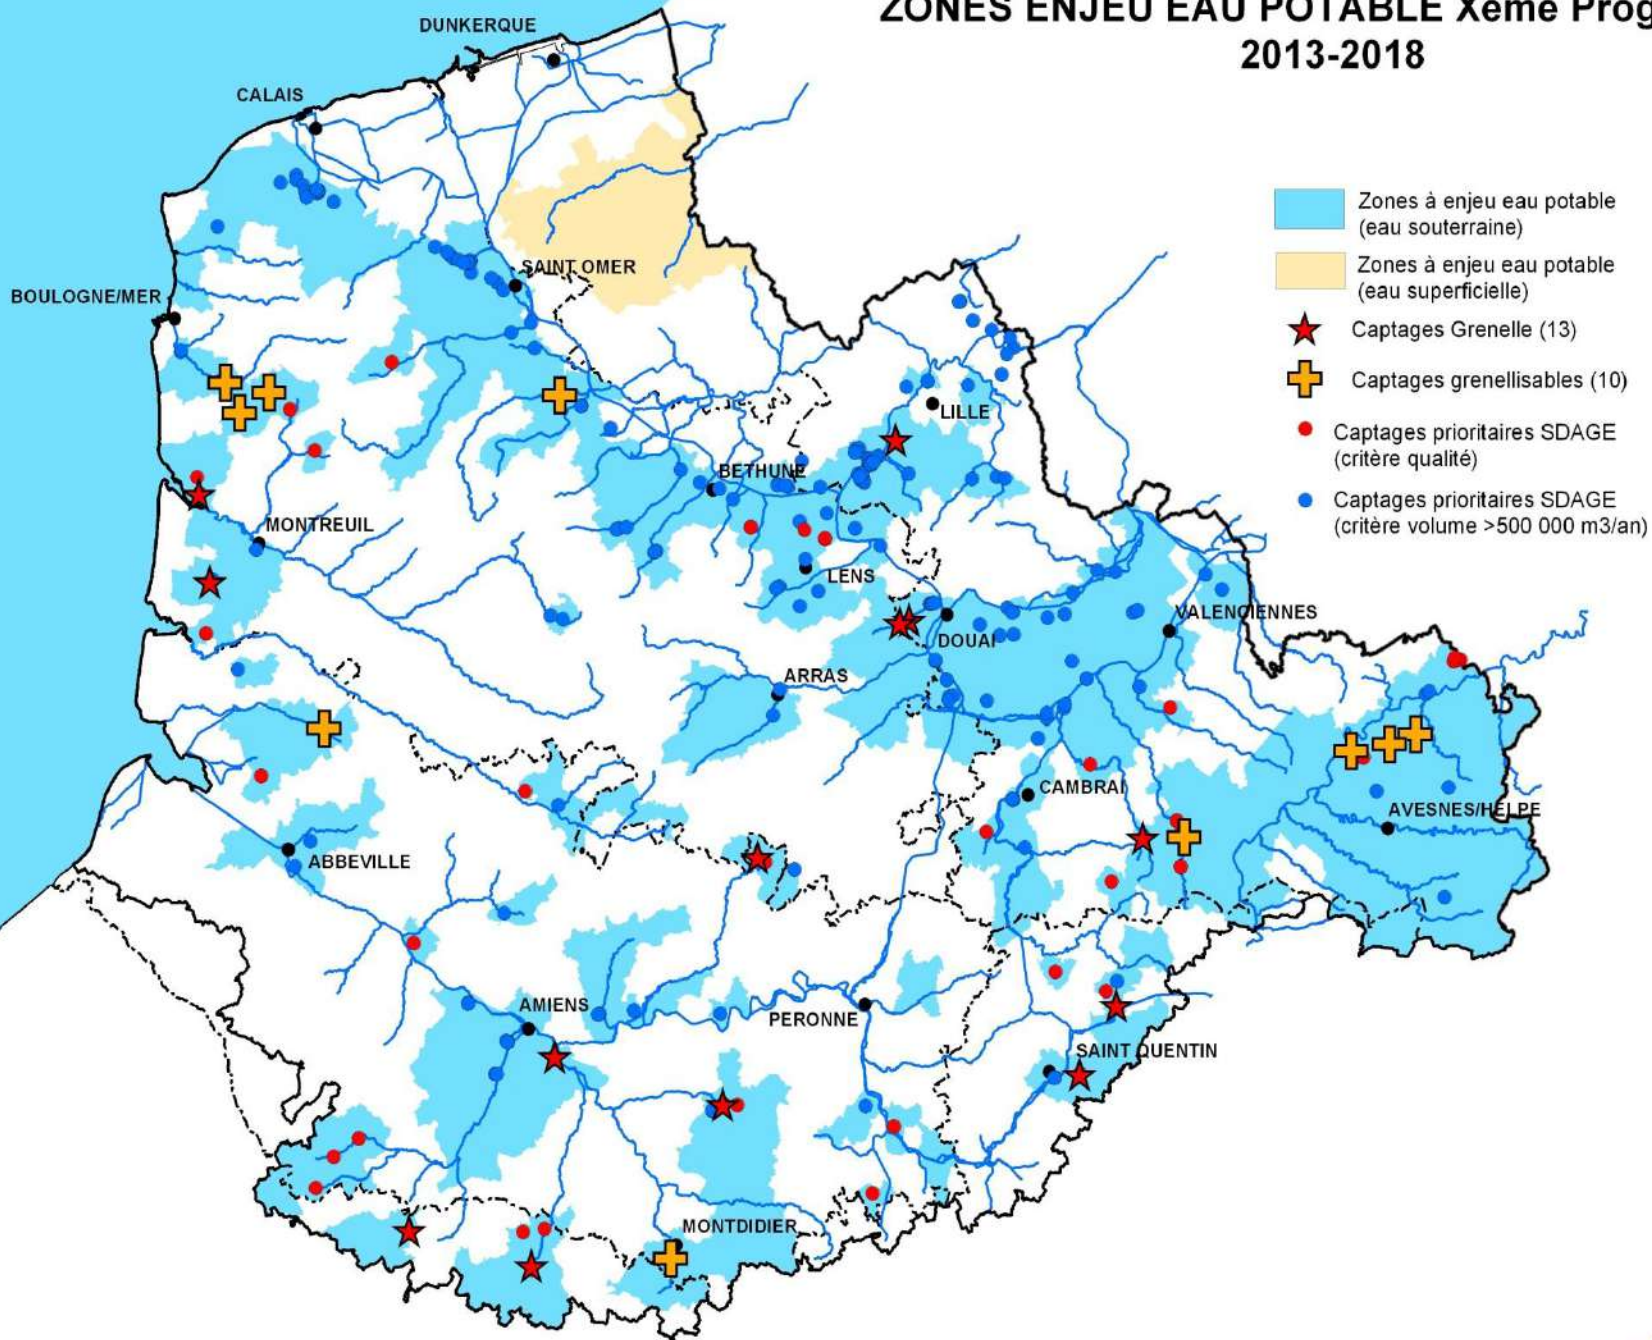 ZONES ENJEU EAU POTABLE Xème Prog
2013-2018
DUNKERQUE
CALAIS
Zones à enjeu eau potable
(eau souterraine)
Zones à enjeu eau potable
(eau superficielle)
SAINT OMER
BOULOGNE/MER
Captages Grenelle (13)
Captages grenellisables (10)
LILLE
Captages prioritaires SDAGE
(critère qualité)
BETHUNE
Captages prioritaires SDAGE
(critère volume >500 000 m3/an)
MONTREUIL
LENS
VALENCIENNES
DOUAI
ARRAS
CAMBRAI
AVESNES/HELPE
ABBEVILLE
AMIENS
PERONNE
SAINT QUENTIN
MONTDIDIER